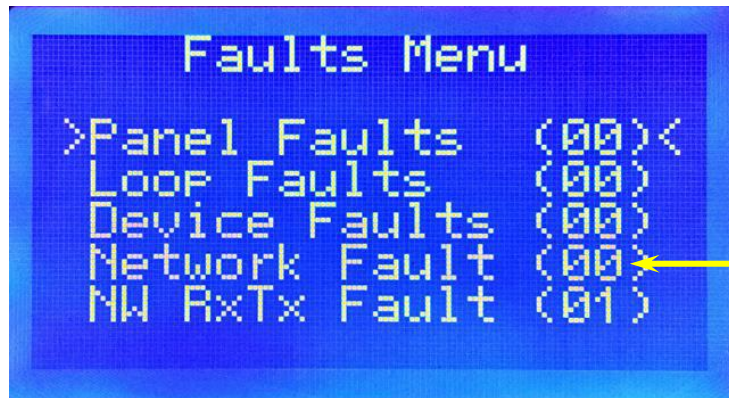 Faults Menu
>Panel Faults (00)<
Loop Faults (00)
Device Faults (00)
Network Fault (00)
NW RxTx Fault (01)